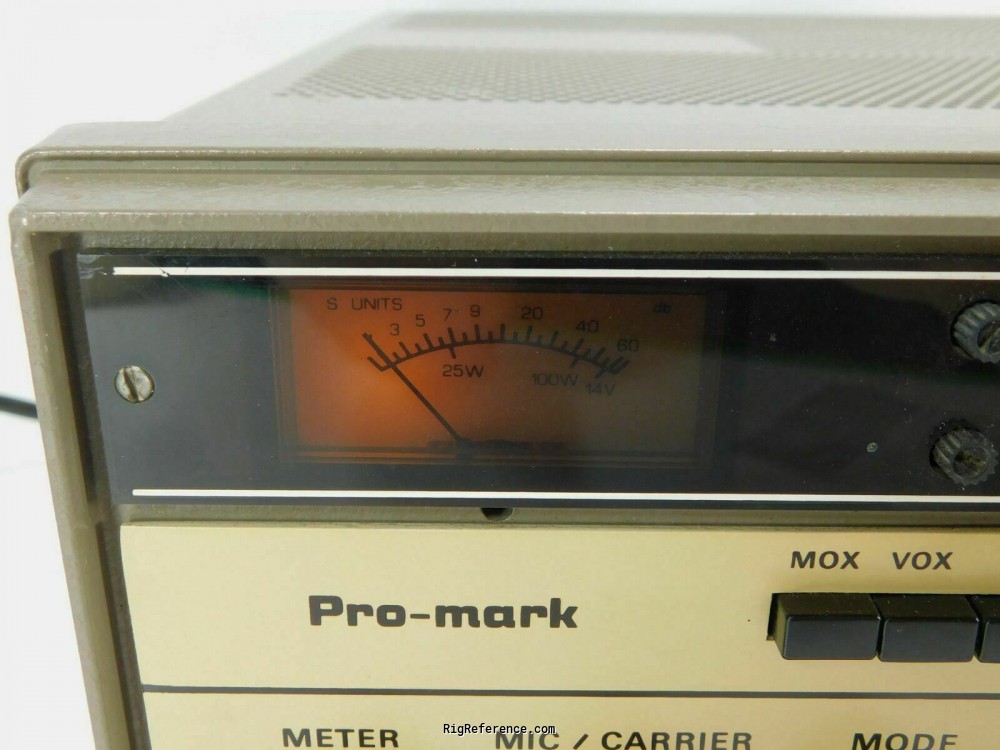 S UNITS db
3 5 7 9 20 40 60
25W 100W 14V
MOX VOX
Pro-mark
METER MIC / CARRIER MODE
RigReference.com